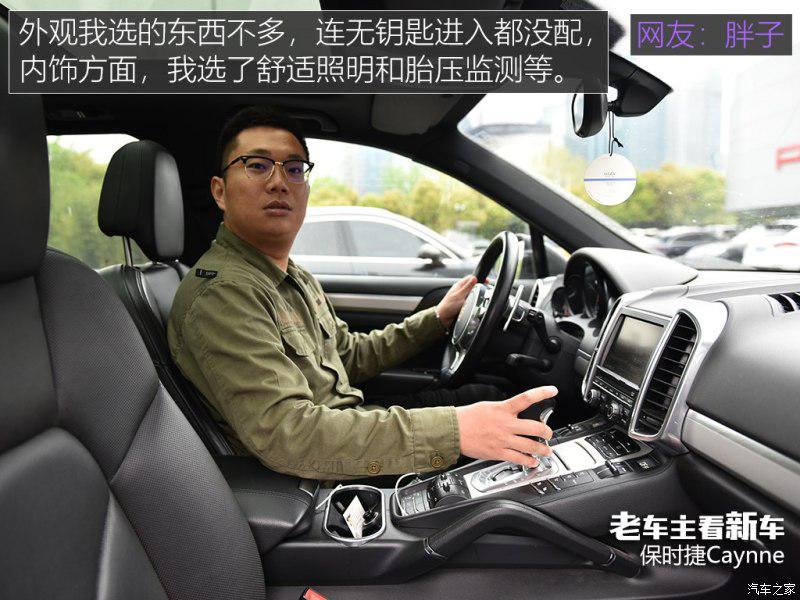 外观我选的东西不多，连无钥匙进入都没配，
内饰方面，我选了舒适照明和胎压监测等。
网友：胖子
老车主看新车
保时捷Caynne
汽车之家